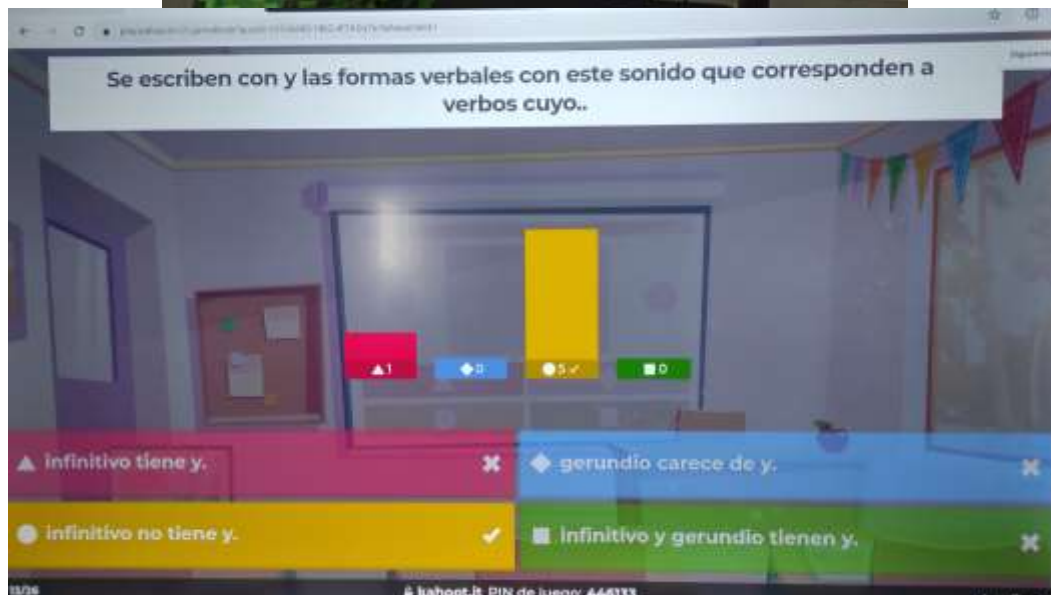 Se escriben con y las formas verbales con este sonido que corresponden a
verbos cuyo..
1
0
5
0
infinitivo tiene y.
gerundio carece de y.
infinitivo no tiene y.
Infinitivo y gerundio tienen y.
kahoot.it PIN de juego: 446133